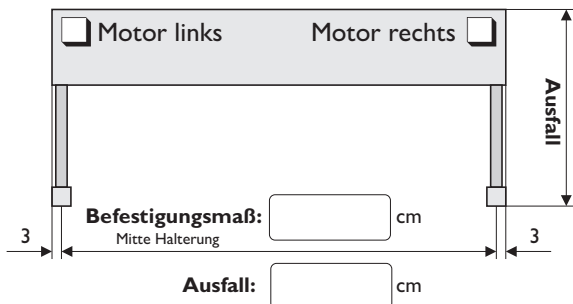 Motor links Motor rechts
Ausfall
Befestigungsmaß: cm
Mitte Halterung
3 3
Ausfall: cm